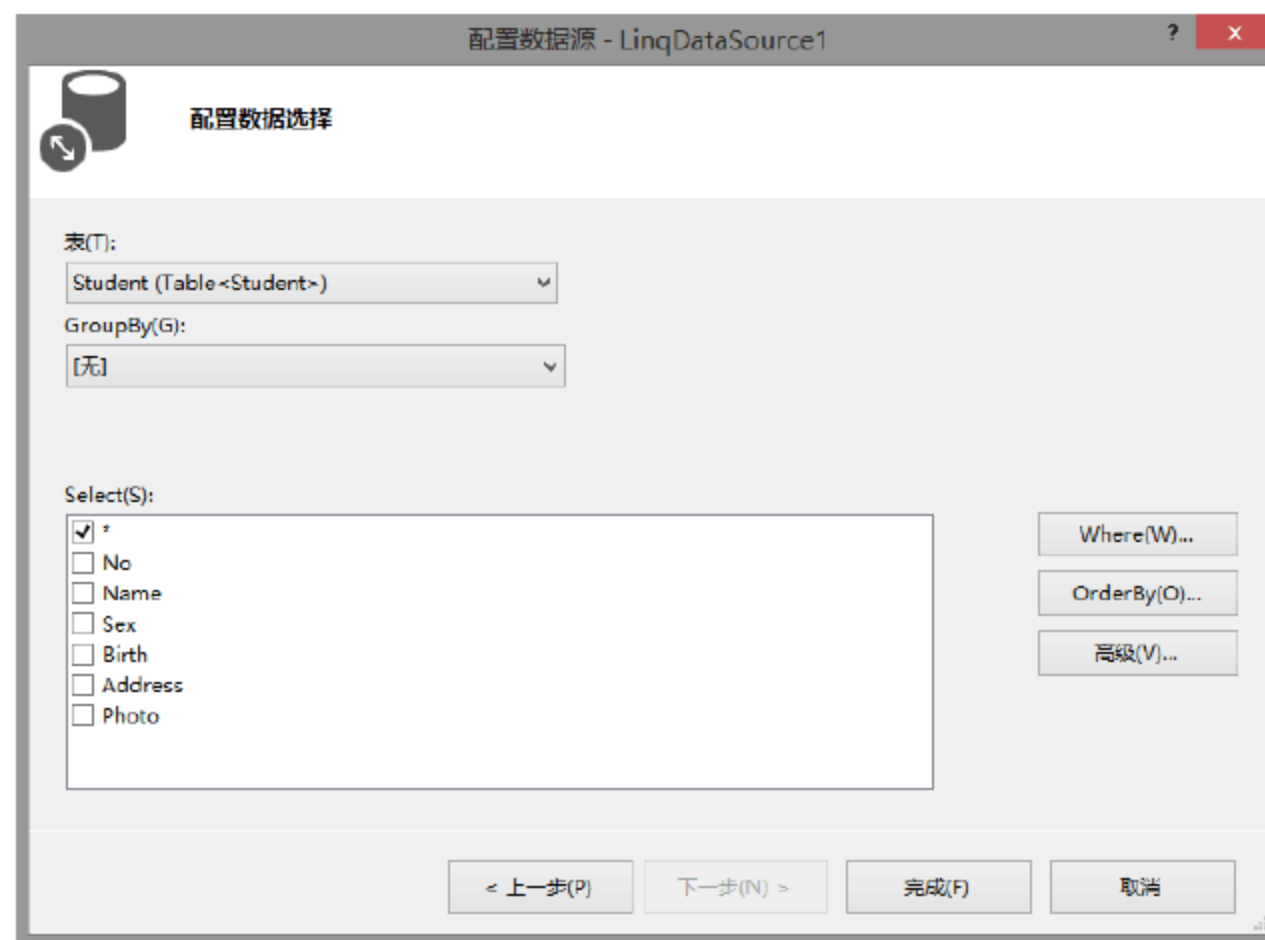 配置数据源 - LinqDataSource1
? x
配置数据选择
表(T):
Student (Table<Student>)
GroupBy(G):
[无]
Select(S):
*
No
Name
Sex
Birth
Address
Photo
Where(W)...
OrderBy(O)...
高级(V)...
< 上一步(P) 下一步(N) > 完成(F) 取消